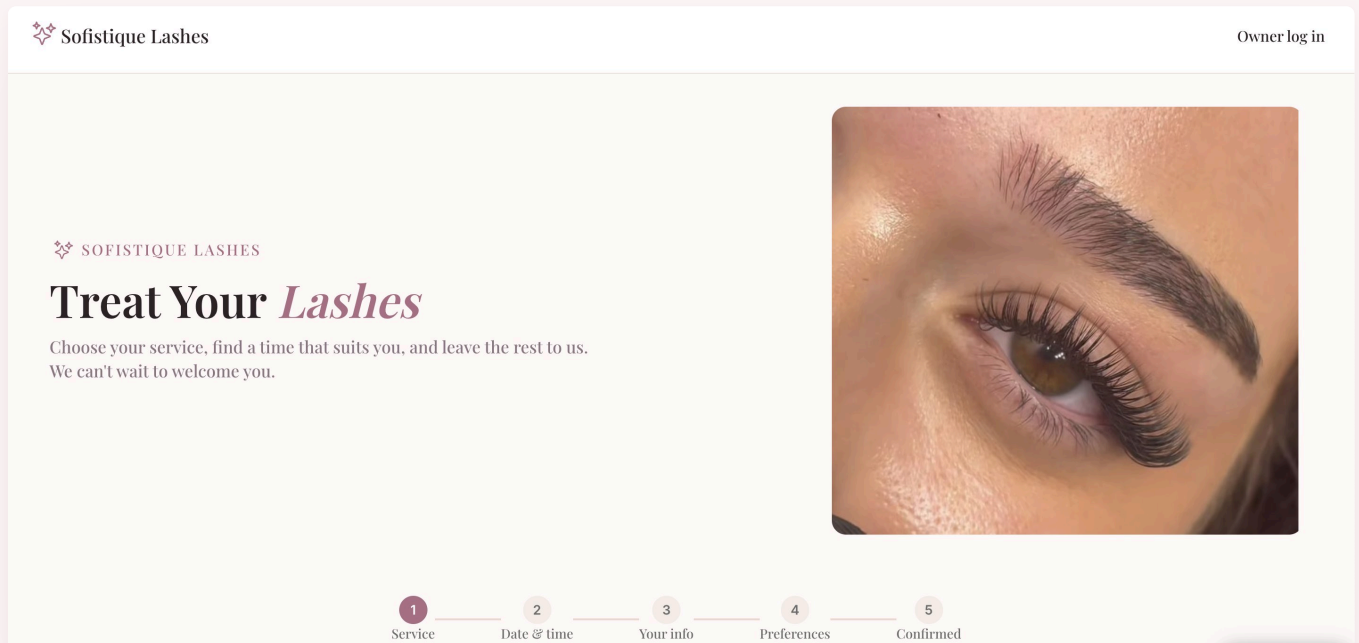 Sofistique Lashes
Owner log in
SOFISTIQUE LASHES
Treat Your Lashes
Choose your service, find a time that suits you, and leave the rest to us.
We can't wait to welcome you.
1
2
3
4
5
Service
Date & time
Your info
Preferences
Confirmed